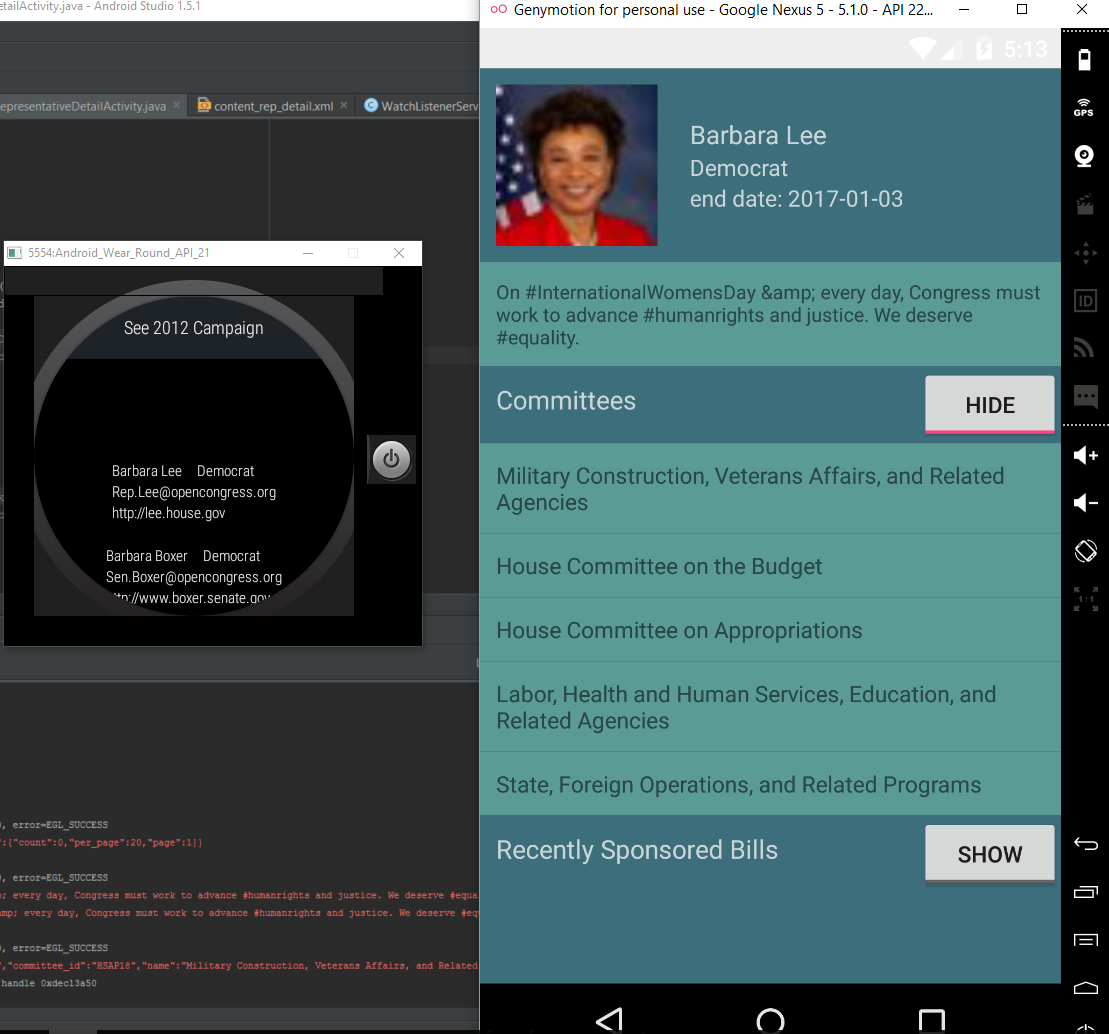 etailActivity.java - Android Studio 1.5.1
epresentativeDetailActivity.java
content_rep_detail.xml
WatchListenerServ
5554:Android_Wear_Round_API_21
See 2012 Campaign
Barbara Lee Democrat
Rep.Lee@opencongress.org
http://lee.house.gov
Barbara Boxer Democrat
Sen.Boxer@opencongress.org
http://www.boxer.senate.gov
), error=EGL_SUCCESS
":{"count":0,"per_page":20,"page":1}}
), error=EGL_SUCCESS
p; every day, Congress must work to advance #humanrights and justice. We deserve #equa
amp; every day, Congress must work to advance #humanrights and justice. We deserve #eq
), error=EGL_SUCCESS
","committee_id":"HSAP18","name":"Military Construction, Veterans Affairs, and Related
handle 0xdec13a50
Genymotion for personal use - Google Nexus 5 - 5.1.0 - API 22...
5:13
Barbara Lee
Democrat
end date: 2017-01-03
On #InternationalWomensDay &amp; every day, Congress must
work to advance #humanrights and justice. We deserve
#equality.
Committees
HIDE
Military Construction, Veterans Affairs, and Related
Agencies
House Committee on the Budget
House Committee on Appropriations
Labor, Health and Human Services, Education, and
Related Agencies
State, Foreign Operations, and Related Programs
Recently Sponsored Bills
SHOW
GPS
ID
1:1